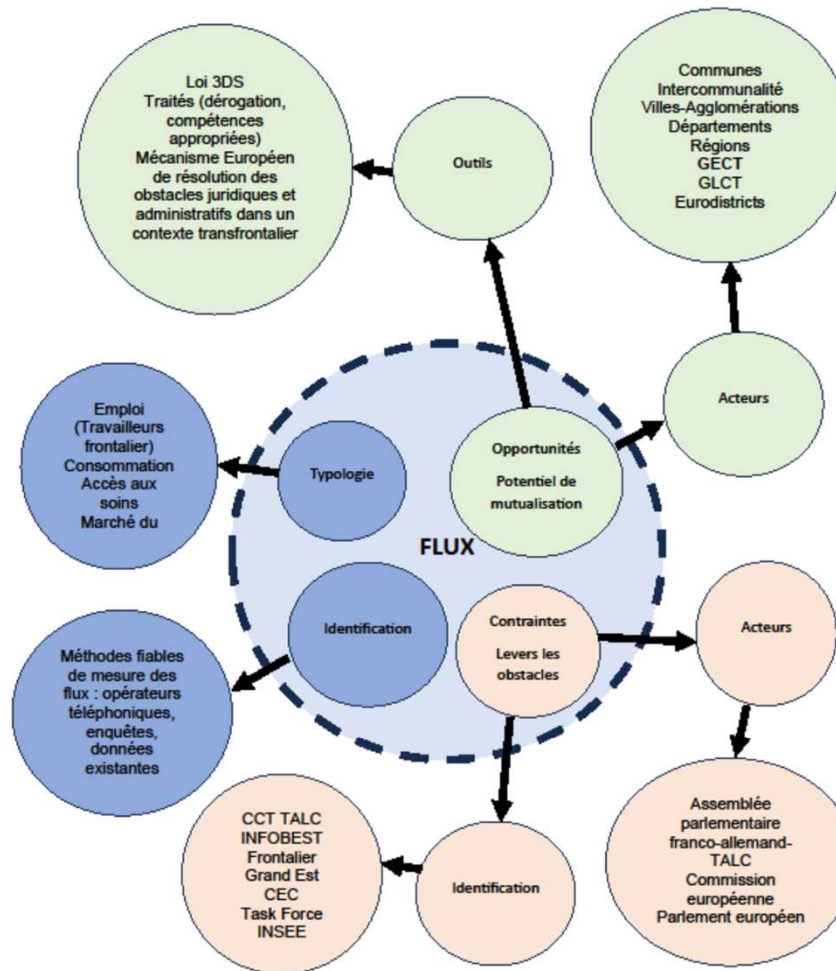 Loi 3DS
Traités (dérogation,
compétences
appropriées)
Mécanisme Européen
de résolution des
obstacles juridiques et
administratifs dans un
contexte transfrontalier
Outils
Communes
Intercommunalité
Villes-Agglomérations
Départements
Régions
GECT
GLCT
Eurodistricts
Acteurs
Opportunités
Potentiel de
mutualisation
Emploi
(Travailleurs
frontalier)
Consommation
Accès aux
soins
Marché du
Typologie
FLUX
Identification
Méthodes fiables
de mesure des
flux : opérateurs
téléphoniques,
enquêtes,
données
existantes
Contraintes
Levers les
obstacles
Acteurs
Assemblée
parlementaire
franco-allemand-
TALC
Commission
européenne
Parlement européen
Identification
CCT TALC
INFOBEST
Frontalier
Grand Est
CEC
Task Force
INSEE